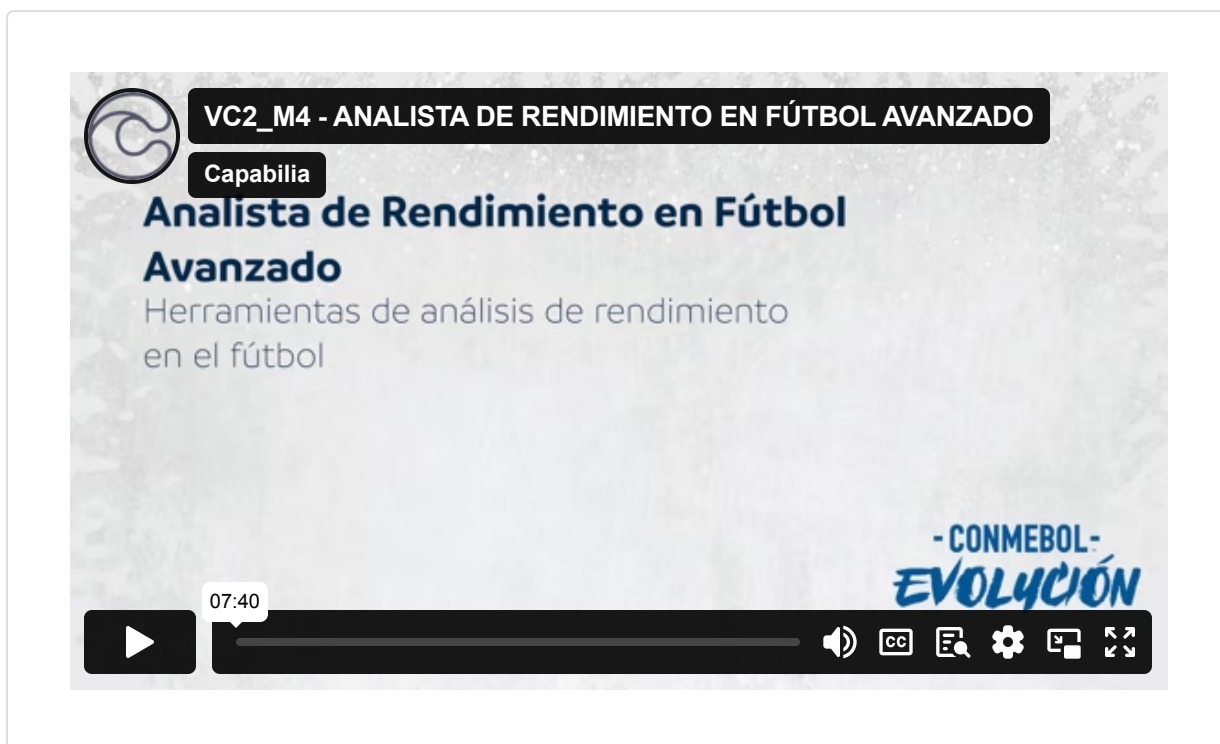 VC2_M4 - ANALISTA DE RENDIMIENTO EN FÚTBOL AVANZADO
Capabilia
Analista de Rendimiento en Fútbol
Avanzado
Herramientas de análisis de rendimiento
en el fútbol
- CONMEBOL -
EVOLUCIÓN
07:40
CC